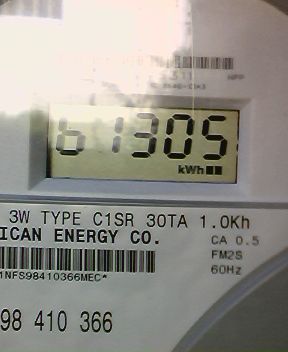 61305
kWh
3W TYPE C1SR 30TA 1.0Kh
ICAN ENERGY CO.
CA 0.5
FM2S
60Hz
1NFS98410366MEC*
98 410 366